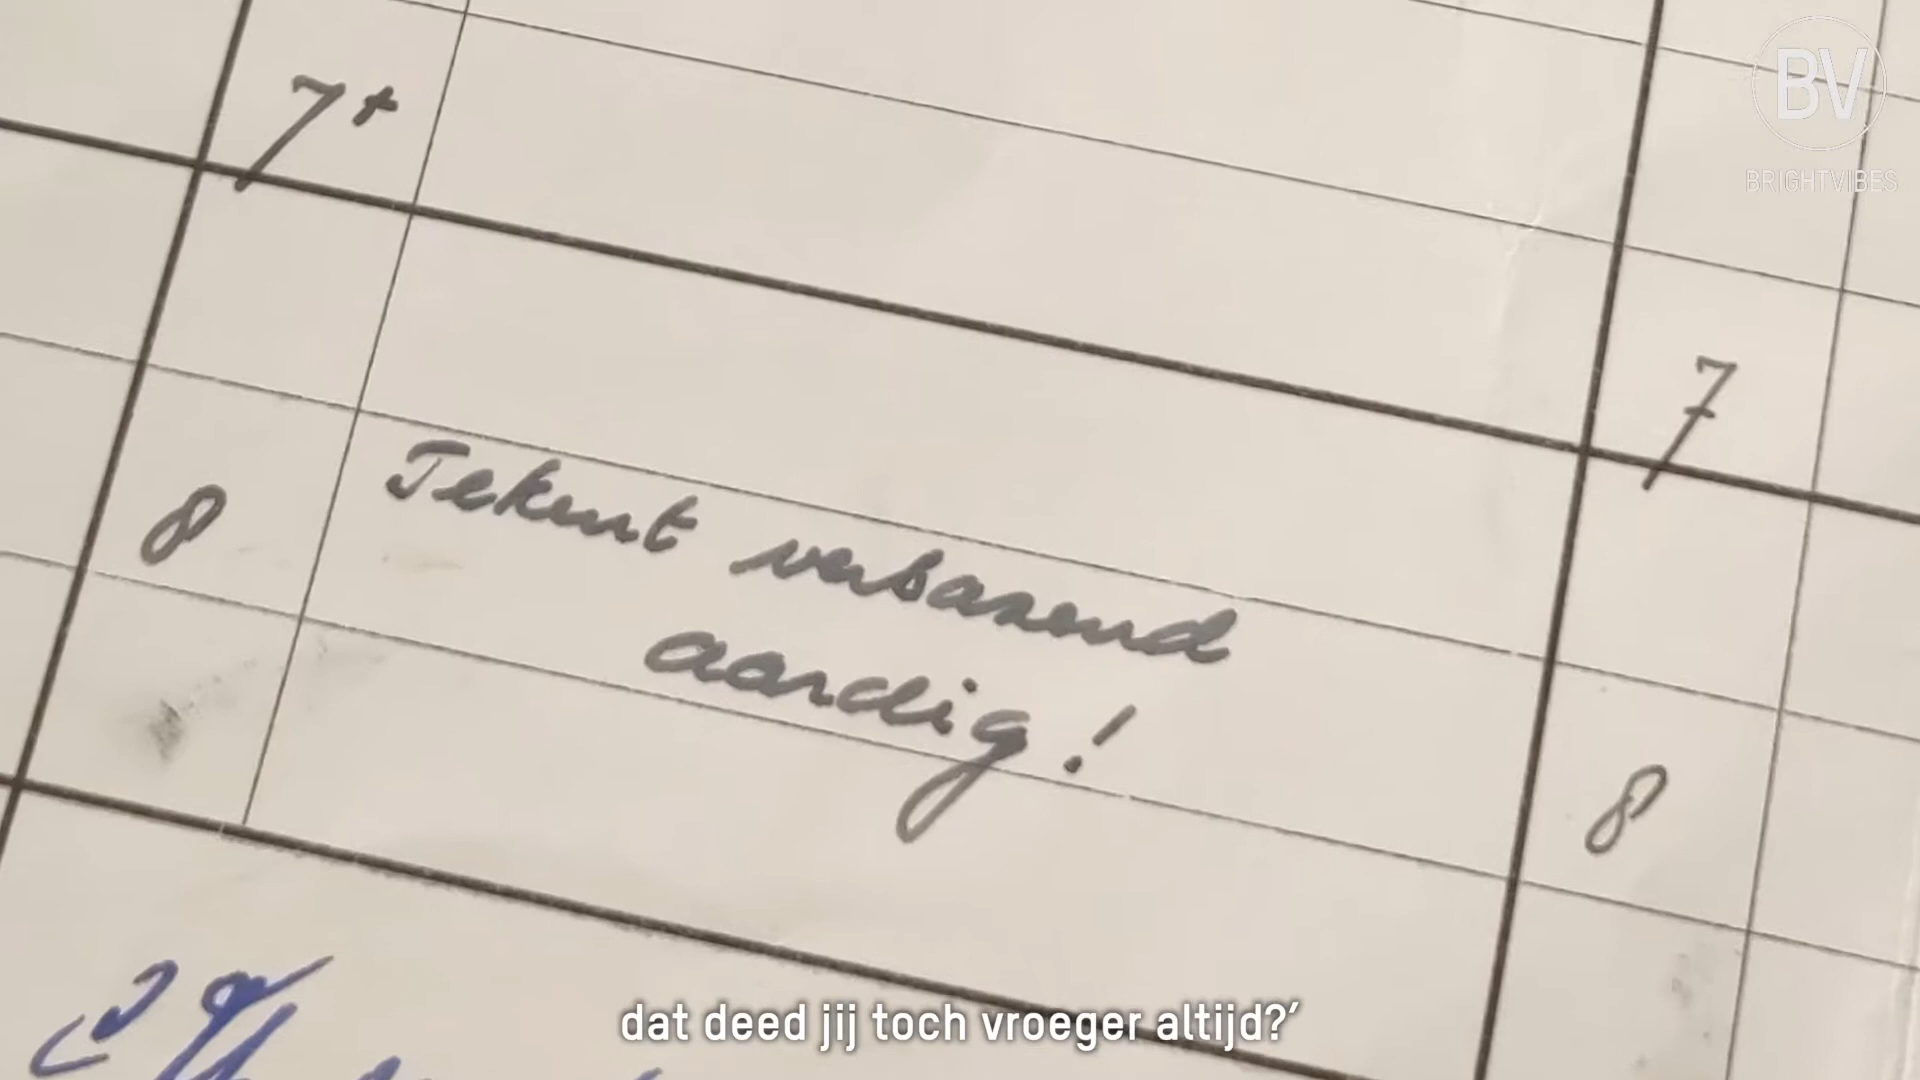 BV
BRIGHTVIBES
7+
7
8
Tekent verbazend
aardig!
8
dat deed jij toch vroeger altijd?’